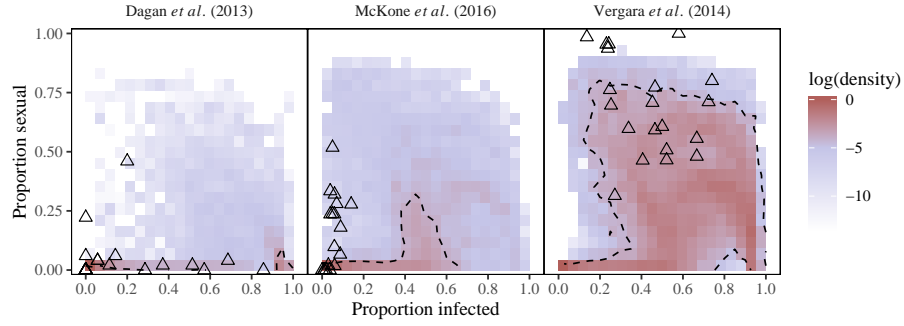 Dagan et al. (2013) McKone et al. (2016) Vergara et al. (2014)
1.00
0.75
0.50
0.25
0.00
Proportion sexual
log(density)
0
−5
−10
0.0 0.2 0.4 0.6 0.8 1.0 0.0 0.2 0.4 0.6 0.8 1.0 0.0 0.2 0.4 0.6 0.8 1.0
Proportion infected